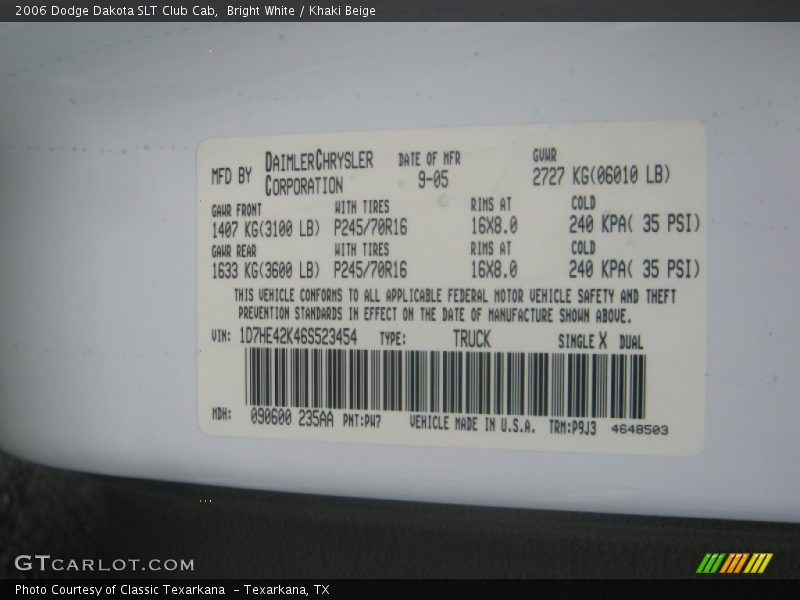 2006 Dodge Dakota SLT Club Cab,  Bright White / Khaki Beige
MFD BY DAIMLERCHRYSLER CORPORATION DATE OF MFR 9-05 GVWR 2727 KG(06010 LB)
GAWR FRONT WITH TIRES RIMS AT COLD
1407 KG(3100 LB) P245/70R16 16X8.0 240 KPA( 35 PSI)
GAWR REAR WITH TIRES RIMS AT COLD
1633 KG(3600 LB) P245/70R16 16X8.0 240 KPA( 35 PSI)
THIS VEHICLE CONFORMS TO ALL APPLICABLE FEDERAL MOTOR VEHICLE SAFETY AND THEFT
PREVENTION STANDARDS IN EFFECT ON THE DATE OF MANUFACTURE SHOWN ABOVE.
VIN: 1D7HE42K46S523454 TYPE: TRUCK SINGLE X DUAL
MDH: 090600 235AA PNT:PW7 VEHICLE MADE IN U.S.A. TRM:P9J3 4648503
GTCARLOT.COM
Photo Courtesy of Classic Texarkana  - Texarkana, TX